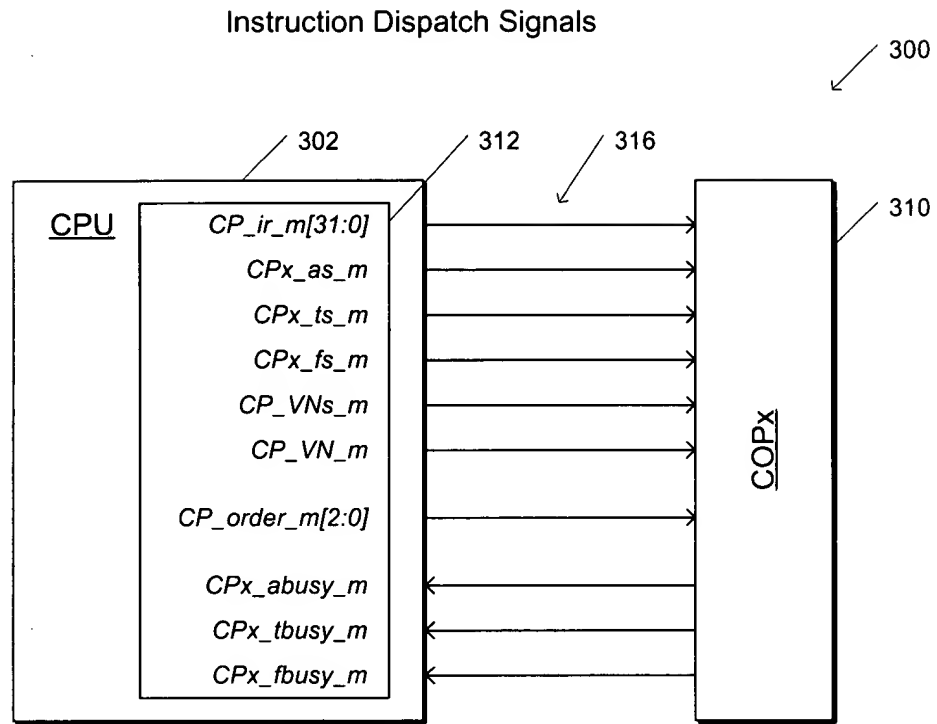 Instruction Dispatch Signals
300
302
312
316
310
CPU
CP_ir_m[31:0]
CPx_as_m
CPx_ts_m
CPx_fs_m
CP_VNs_m
CP_VN_m
CP_order_m[2:0]
CPx_abusy_m
CPx_tbusy_m
CPx_fbusy_m
COPx